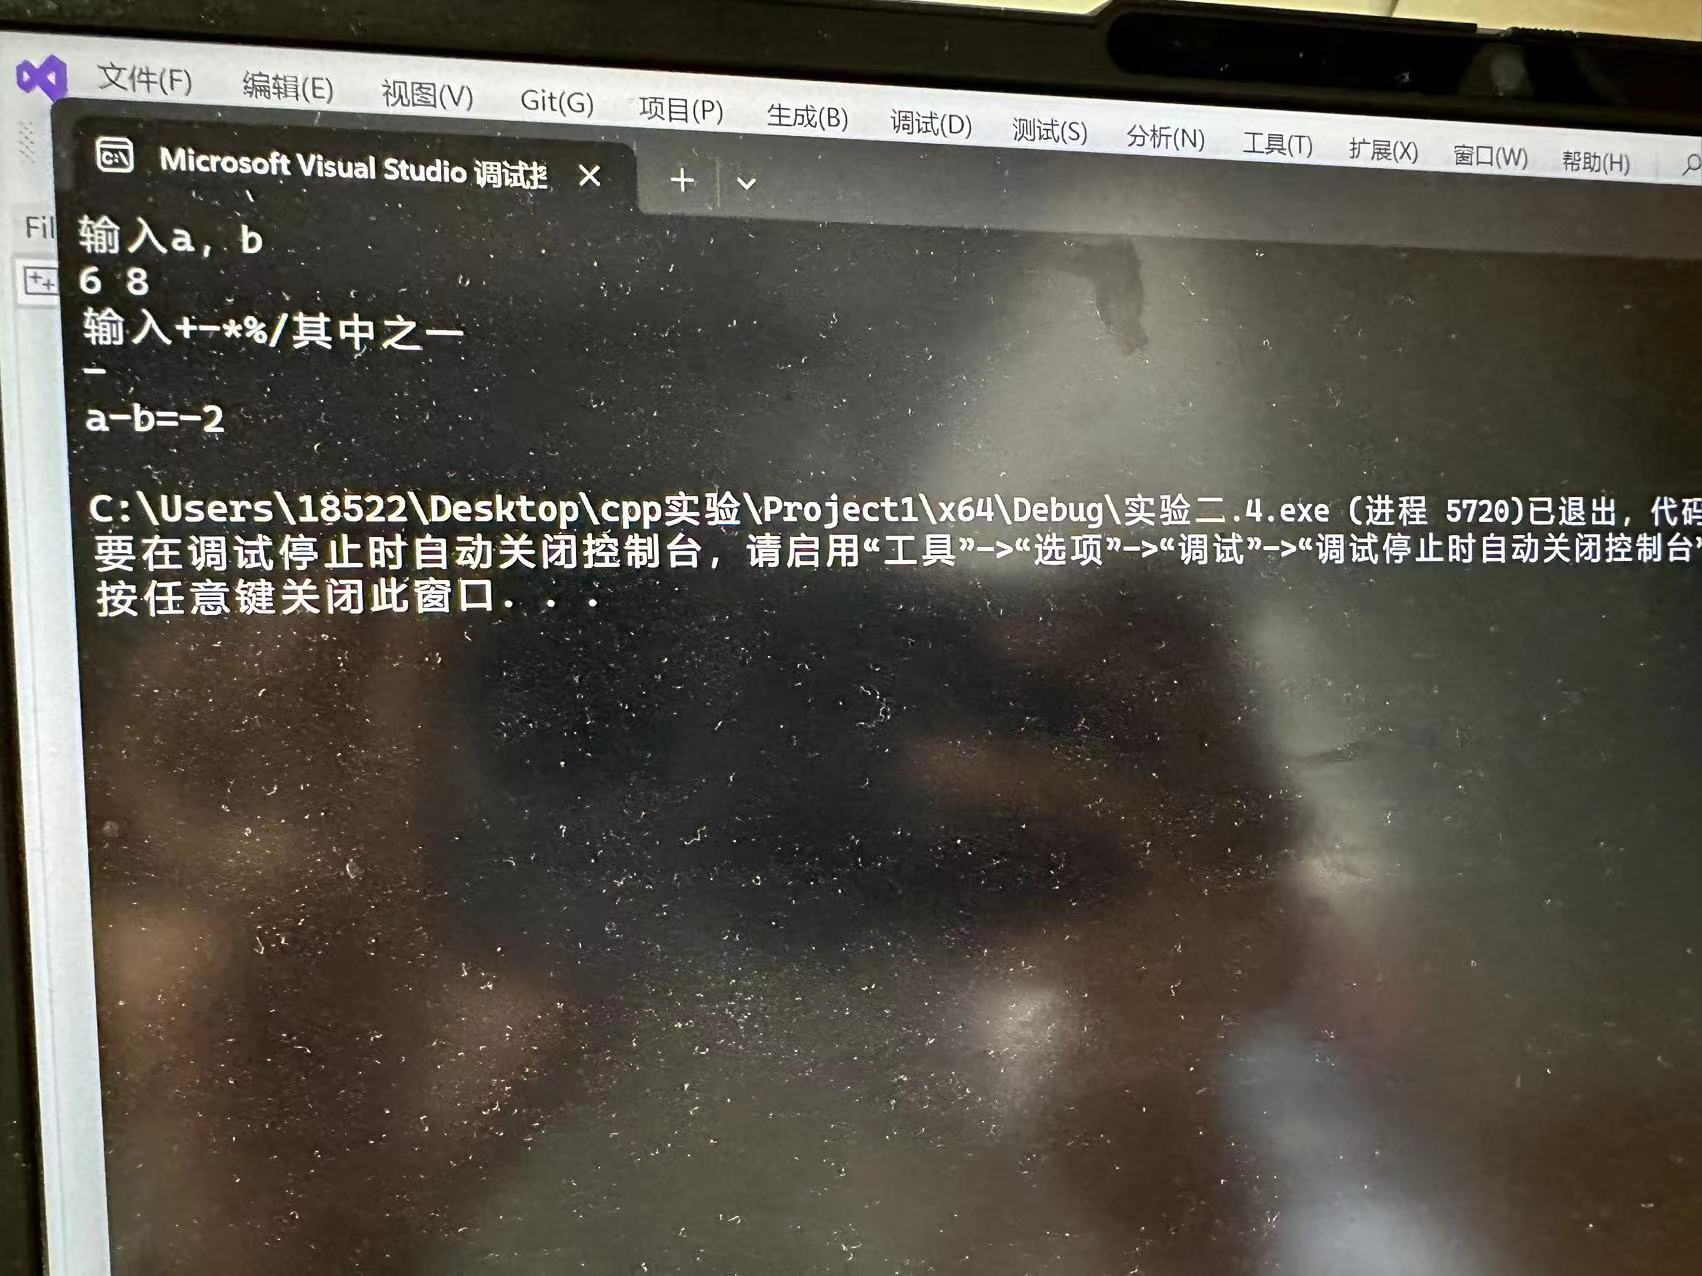 文件(F) 编辑(E) 视图(V) Git(G) 项目(P) 生成(B) 调试(D) 测试(S) 分析(N) 工具(T) 扩展(X) 窗口(W) 帮助(H)
Microsoft Visual Studio 调试
Fil
输入a, b
6 8
输入+-*%/其中之一
-
a-b=-2
C:\Users\18522\Desktop\cpp实验\Project1\x64\Debug\实验二.4.exe (进程 5720)已退出，代码
要在调试停止时自动关闭控制台，请启用“工具”->“选项”->“调试”->“调试停止时自动关闭控制台”
按任意键关闭此窗口. . .